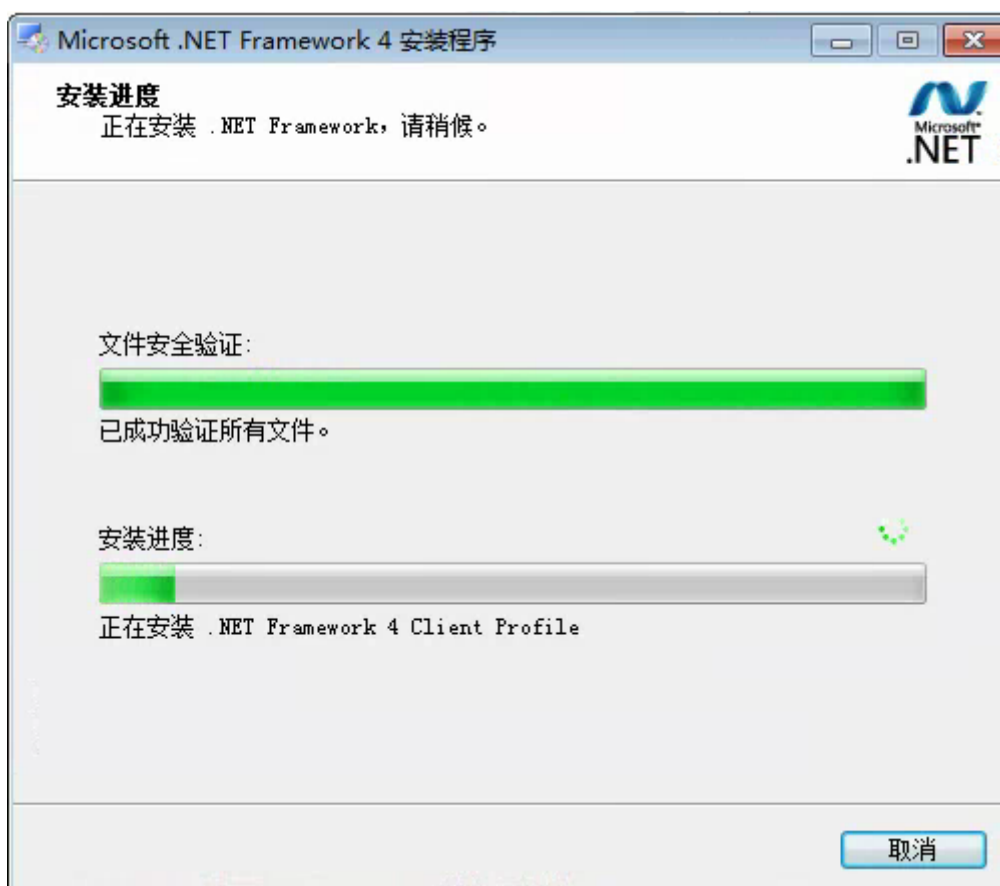 Microsoft .NET Framework 4 安装程序
安装进度
正在安装 .NET Framework，请稍候。
Microsoft®
.NET
文件安全验证:
已成功验证所有文件。
安装进度:
正在安装 .NET Framework 4 Client Profile
取消